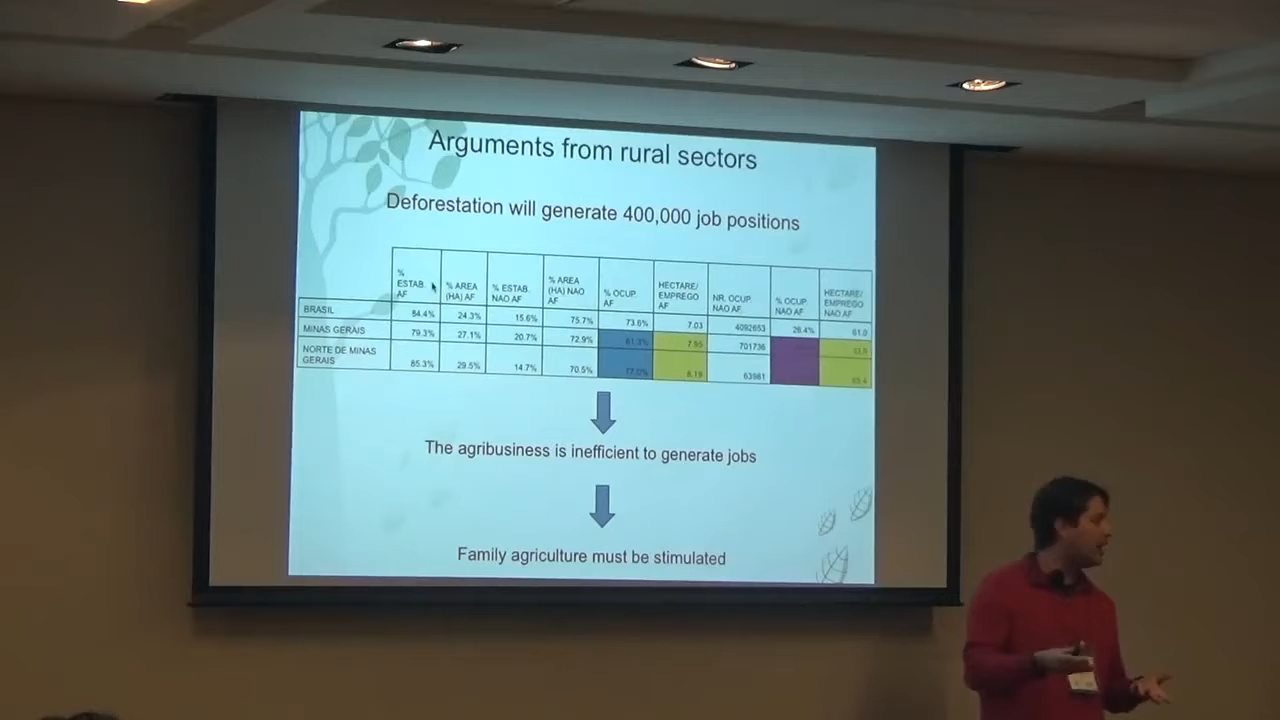 Arguments from rural sectors
Deforestation will generate 400,000 job positions
% ESTAB. AF % AREA (HA) AF % ESTAB. NAO AF % AREA (HA) NAO AF % OCUP. AF HECTARE/ EMPREGO AF NR. OCUP. NAO AF % OCUP. NAO AF HECTARE/ EMPREGO NAO AF
BRASIL 84.4% 24.3% 15.6% 75.7% 73.6% 7.03 4092653 26.4% 61.0
MINAS GERAIS 79.3% 27.1% 20.7% 72.9% 61.3% 7.95 701736
NORTE DE MINAS GERAIS 85.3% 29.5% 14.7% 70.5% 77.0% 63981
The agribusiness is inefficient to generate jobs
Family agriculture must be stimulated